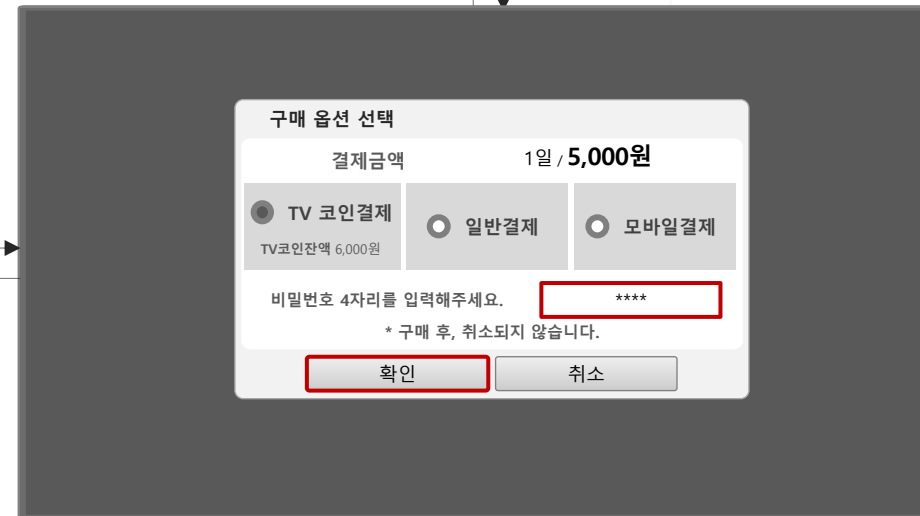 구매 옵션 선택
결제금액 1일 / 5,000원
TV 코인결제 일반결제 모바일결제
TV코인잔액 6,000원
비밀번호 4자리를 입력해주세요. ****
* 구매 후, 취소되지 않습니다.
확인 취소